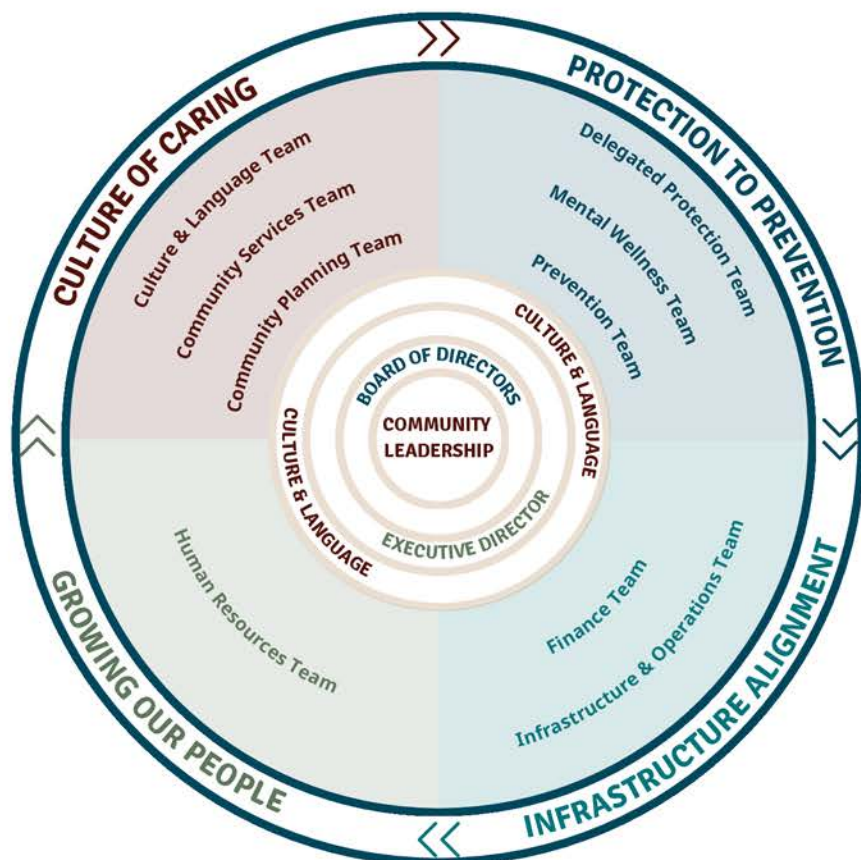 CULTURE OF CARING
Culture & Language Team
Community Services Team
Community Planning Team
PROTECTION TO PREVENTION
Delegated Protection Team
Mental Wellness Team
Prevention Team
CULTURE & LANGUAGE
BOARD OF DIRECTORS
COMMUNITY
LEADERSHIP
EXECUTIVE DIRECTOR
CULTURE & LANGUAGE
GROWING OUR PEOPLE
Human Resources Team
INFRASTRUCTURE ALIGNMENT
Finance Team
Infrastructure & Operations Team